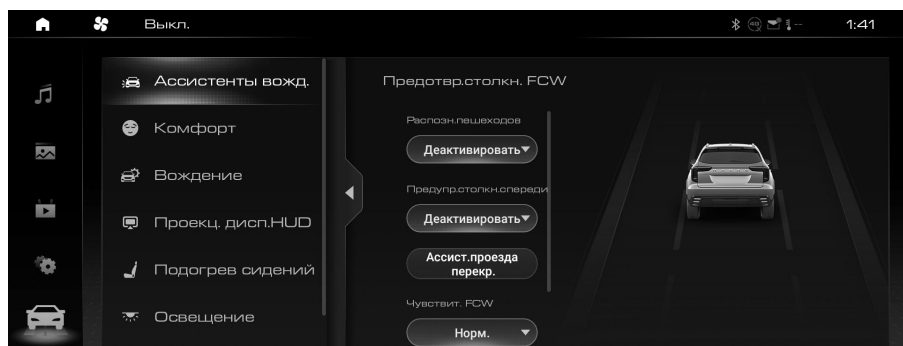 Выкл.
4G
--
1:41
Ассистенты вожд.
Комфорт
Вождение
Проекц. дисп.HUD
Подогрев сидений
Освещение
Предотвр.столкн. FCW
Распозн.пешеходов
Деактивировать
Предупр.столкн.спереди
Деактивировать
Ассист.проезда
перекр.
Чувствит. FCW
Норм.